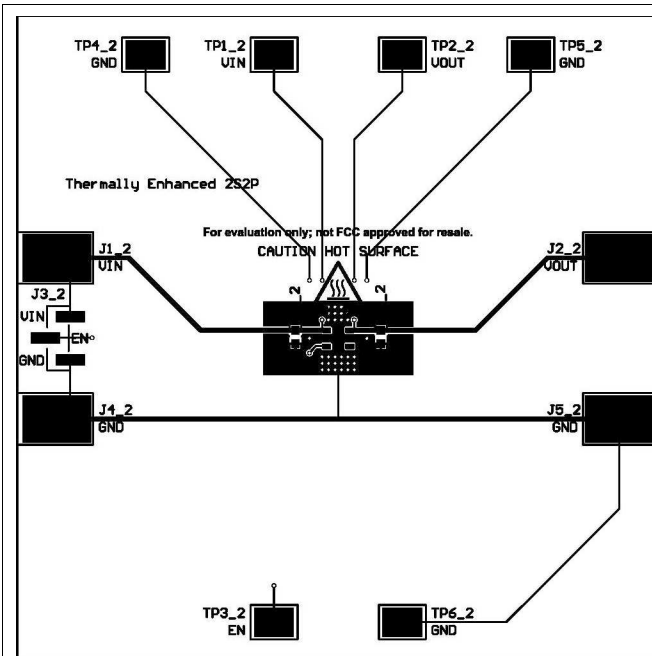 TP4_2
GND
TP1_2
VIN
TP2_2
VOUT
TP5_2
GND
Thermally Enhanced 2S2P
For evaluation only; not FCC approved for resale.
CAUTION HOT SURFACE
J1_2
VIN
J2_2
VOUT
J3_2
VIN
EN
GND
_2
_2
J4_2
GND
J5_2
GND
TP3_2
EN
TP6_2
GND